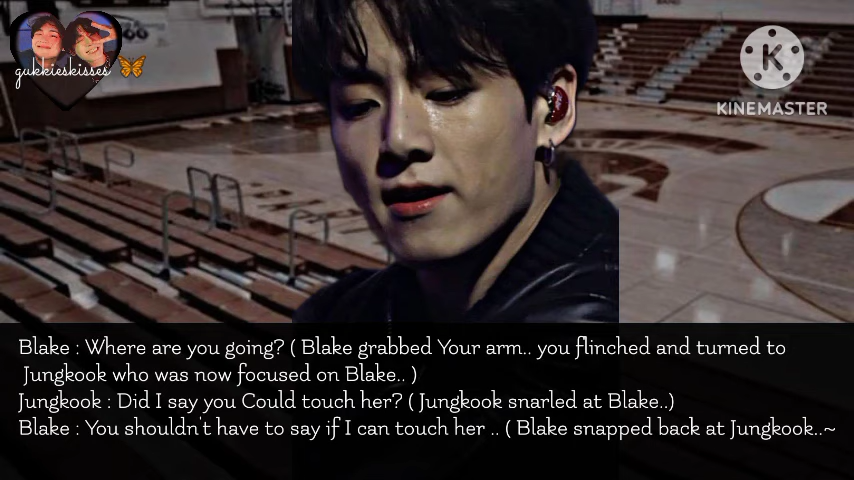 gukkieskisses
KINEMASTER
Blake : Where are you going? ( Blake grabbed Your arm.. you flinched and turned to
Jungkook who was now focused on Blake.. )
Jungkook : Did I say you Could touch her? ( Jungkook snarled at Blake..)
Blake : You shouldn't have to say if I can touch her .. ( Blake snapped back at Jungkook..~